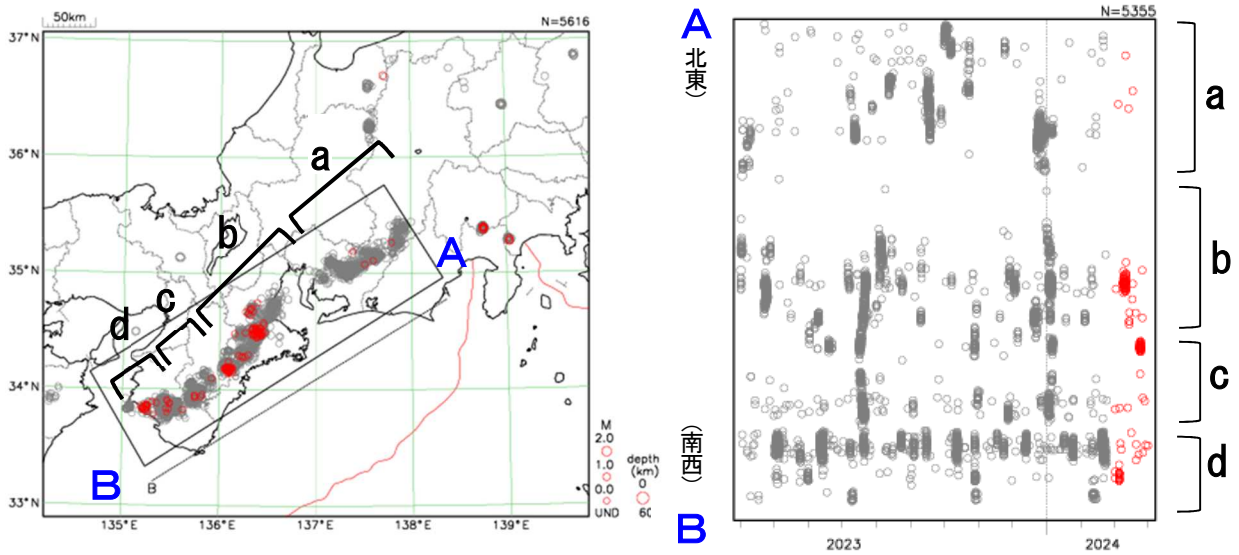 50km
N=5616
37°N
36°N
35°N
34°N
33°N
135°E
136°E
137°E
138°E
139°E
a
b
c
d
A
B
B
M
2.0
1.0
0.0
UND
depth
(km)
0
60
N=5355
A
北東)
(南西)
B
2023
2024
a
b
c
d